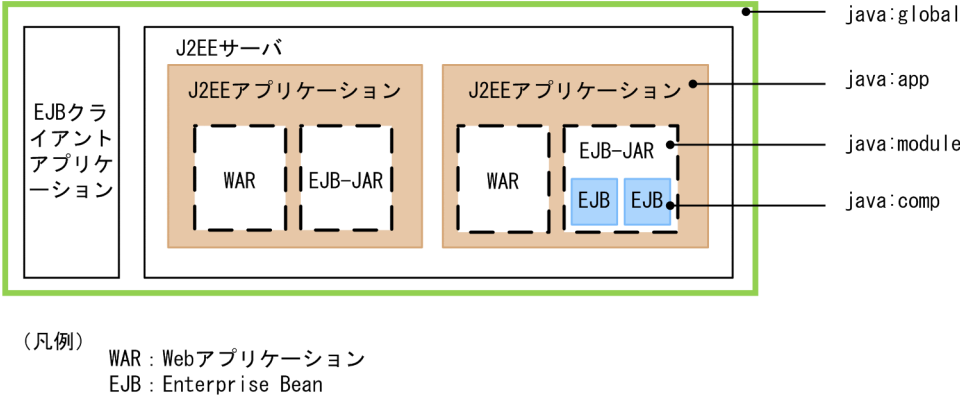 java:global
J2EEサーバ
J2EEアプリケーション
J2EEアプリケーション
java:app
EJBクラ
イアント
アプリケ
ーション
WAR
EJB-JAR
WAR
EJB-JAR
java:module
EJB
EJB
java:comp
(凡例)
WAR:Webアプリケーション
EJB:Enterprise Bean